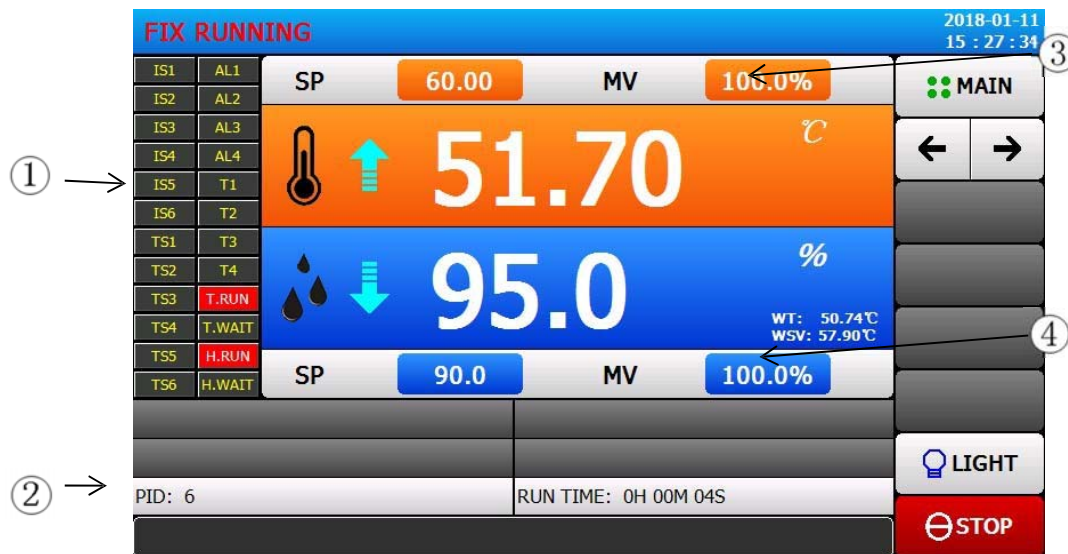 FIX RUNNING
2018-01-11
15 : 27 : 34
③
IS1 AL1
IS2 AL2
IS3 AL3
IS4 AL4
IS5 T1
IS6 T2
TS1 T3
TS2 T4
TS3 T.RUN
TS4 T.WAIT
TS5 H.RUN
TS6 H.WAIT
①
SP 60.00 MV 100.0%
51.70 ℃
95.0 %
WT: 50.74℃
WSV: 57.90℃
SP 90.0 MV 100.0%
④
MAIN
← →
②
PID: 6
RUN TIME: 0H 00M 04S
LIGHT
STOP